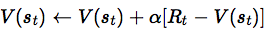 V(s_t) ← V(s_t) + α[R_t − V(s_t)]